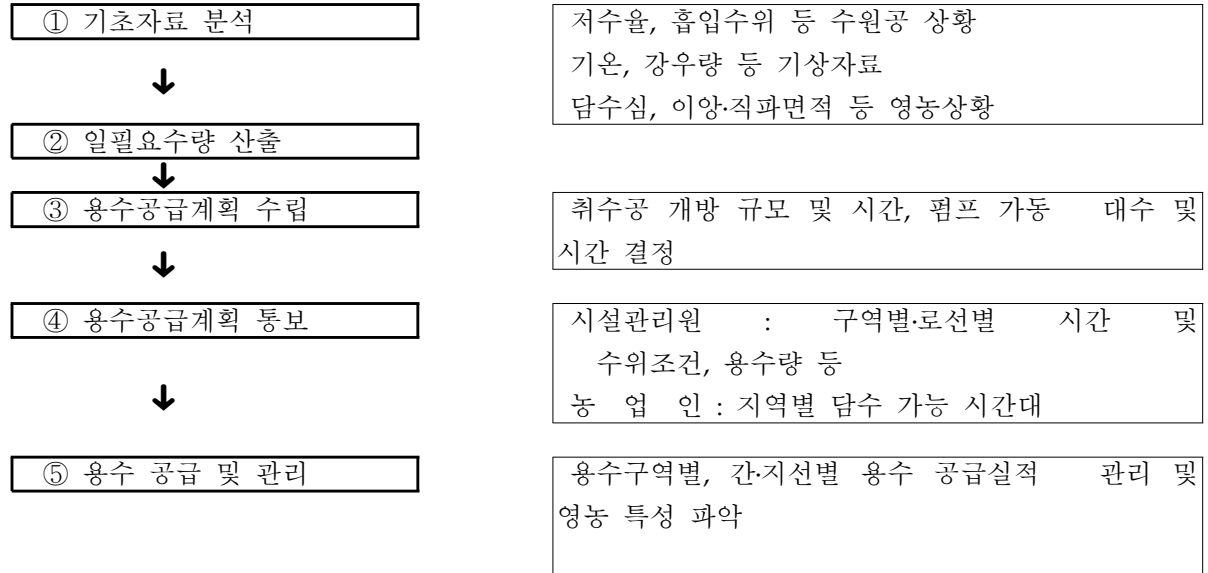 ① 기초자료 분석
저수율, 흡입수위 등 수원공 상황
기온, 강우량 등 기상자료
담수심, 이앙·직파면적 등 영농상황
② 일필요수량 산출
③ 용수공급계획 수립
취수공 개방 규모 및 시간, 펌프 가동 대수 및
시간 결정
④ 용수공급계획 통보
시설관리원 : 구역별·로선별 시간 및
수위조건, 용수량 등
농 업 인 : 지역별 담수 가능 시간대
⑤ 용수 공급 및 관리
용수구역별, 간·지선별 용수 공급실적 관리 및
영농 특성 파악